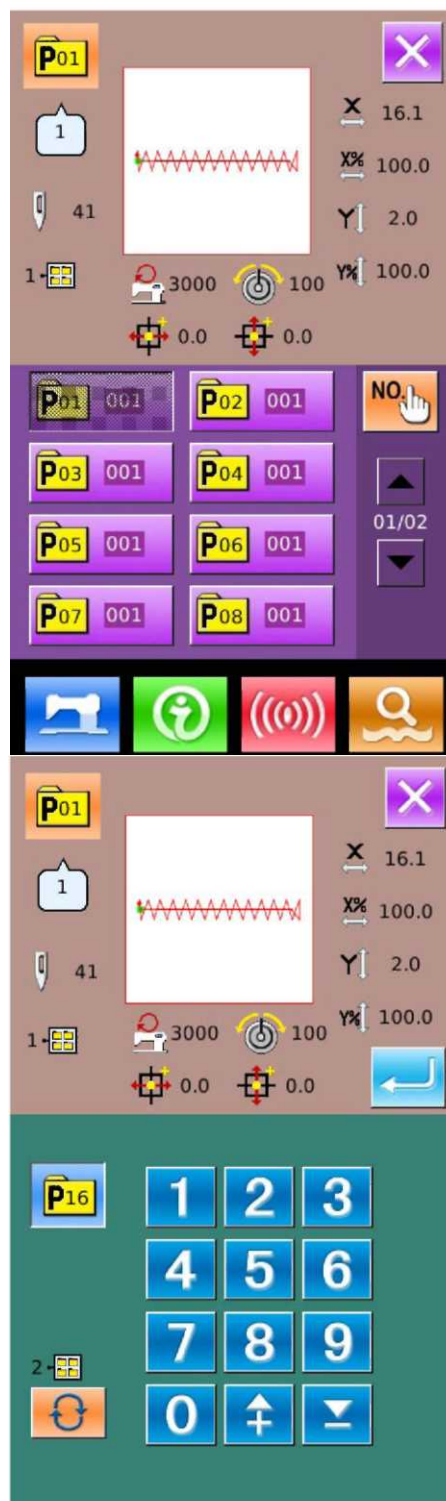 P01
X 16.1
1
X% 100.0
41
Y 2.0
1-
3000 100 Y% 100.0
0.0 0.0
P01 001 P02 001 NO.
P03 001 P04 001
01/02
P05 001 P06 001
P07 001 P08 001
P01
X 16.1
1
X% 100.0
41
Y 2.0
1-
3000 100 Y% 100.0
0.0 0.0
P16 1 2 3
4 5 6
2- 7 8 9
0